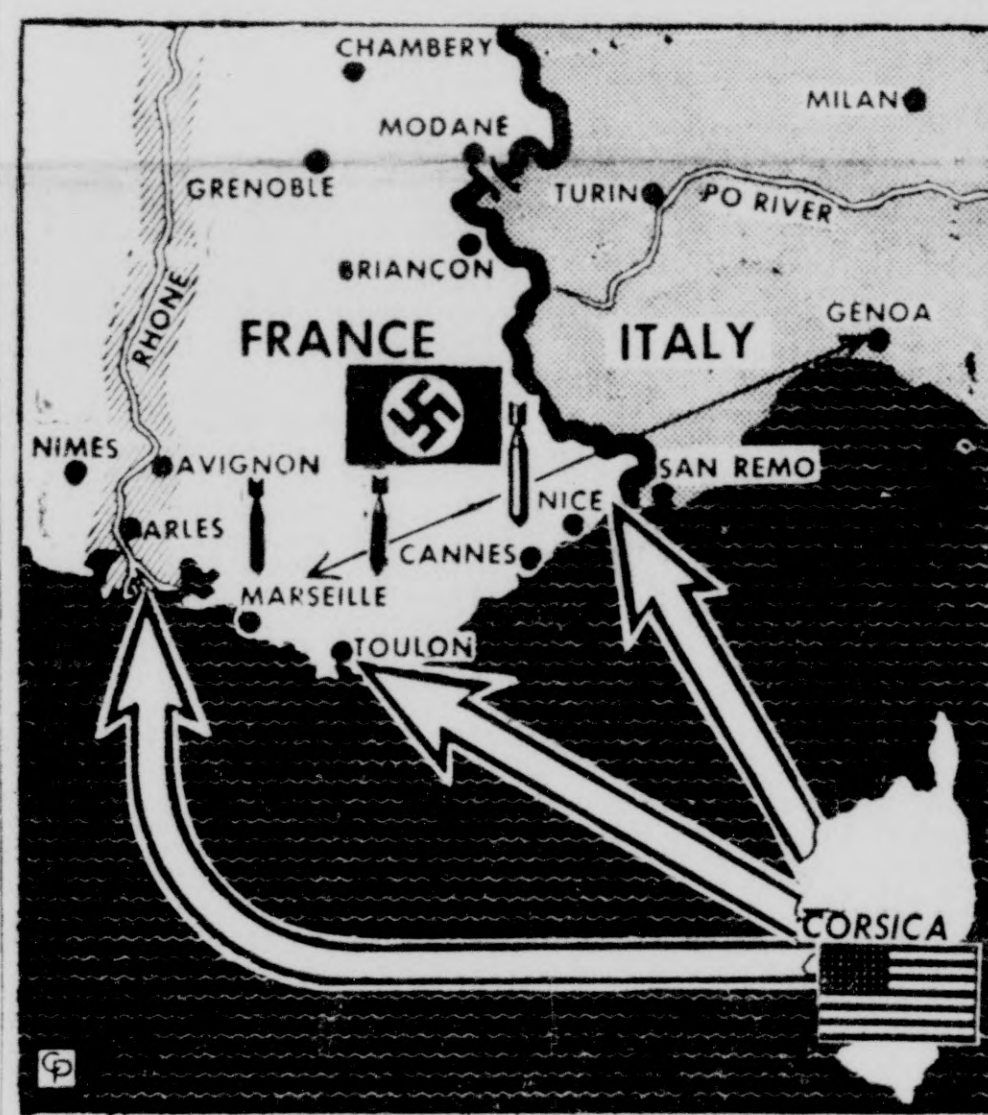 CHAMBERY
MILAN
MODANE
GRENOBLE
TURIN
PO RIVER
BRIANCON
RHONE
GENOA
FRANCE
ITALY
NIMES
AVIGNON
SAN REMO
NICE
ARLES
CANNES
MARSEILLE
TOULON
CORSICA
CP